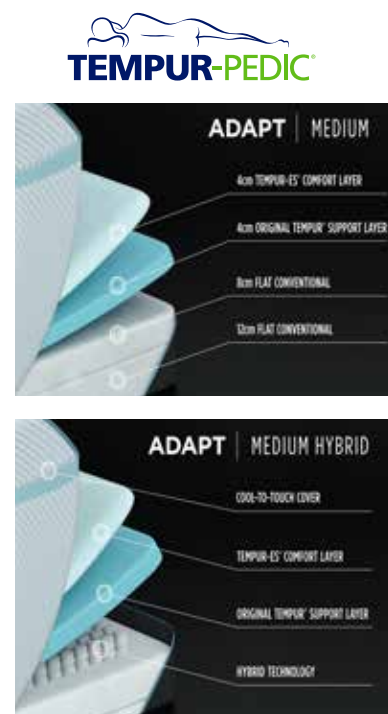 TEMPUR-PEDIC®
ADAPT | MEDIUM
4cm TEMPUR-ES® COMFORT LAYER
4cm ORIGINAL TEMPUR® SUPPORT LAYER
8cm FLAT CONVENTIONAL
12cm FLAT CONVENTIONAL
ADAPT | MEDIUM HYBRID
COOL-TO-TOUCH COVER
TEMPUR-ES® COMFORT LAYER
ORIGINAL TEMPUR® SUPPORT LAYER
HYBRID TECHNOLOGY